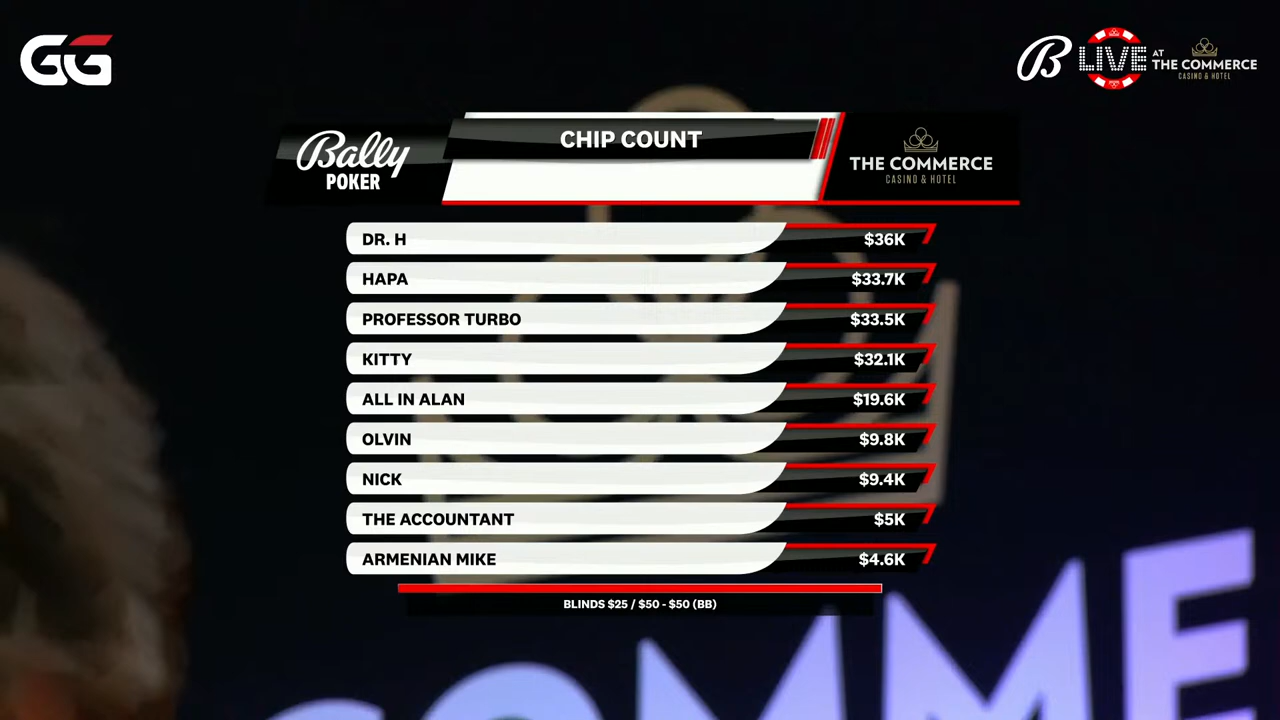 GG
B LIVE AT THE COMMERCE
CASINO & HOTEL
Bally
POKER
CHIP COUNT
THE COMMERCE
CASINO & HOTEL
DR. H $36K
HAPA $33.7K
PROFESSOR TURBO $33.5K
KITTY $32.1K
ALL IN ALAN $19.6K
OLVIN $9.8K
NICK $9.4K
THE ACCOUNTANT $5K
ARMENIAN MIKE $4.6K
BLINDS $25 / $50 - $50 (BB)
OMME